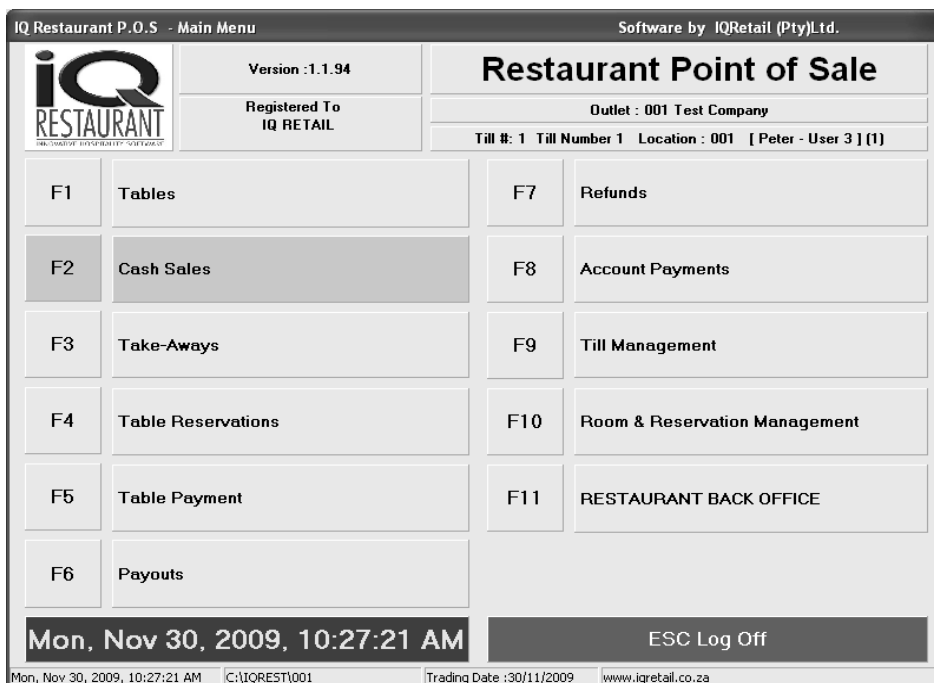 IQ Restaurant P.O.S - Main Menu Software by IQRetail (Pty)Ltd.
iQ
RESTAURANT
INNOVATIVE HOSPITALITY SOFTWARE
Version :1.1.94
Registered To
IQ RETAIL
Restaurant Point of Sale
Outlet : 001 Test Company
Till #: 1 Till Number 1 Location : 001 [ Peter - User 3 ] (1)
F1 Tables
F2 Cash Sales
F3 Take-Aways
F4 Table Reservations
F5 Table Payment
F6 Payouts
F7 Refunds
F8 Account Payments
F9 Till Management
F10 Room & Reservation Management
F11 RESTAURANT BACK OFFICE
Mon, Nov 30, 2009, 10:27:21 AM
ESC Log Off
Mon, Nov 30, 2009, 10:27:21 AM C:\IQREST\001 Trading Date :30/11/2009 www.iqretail.co.za